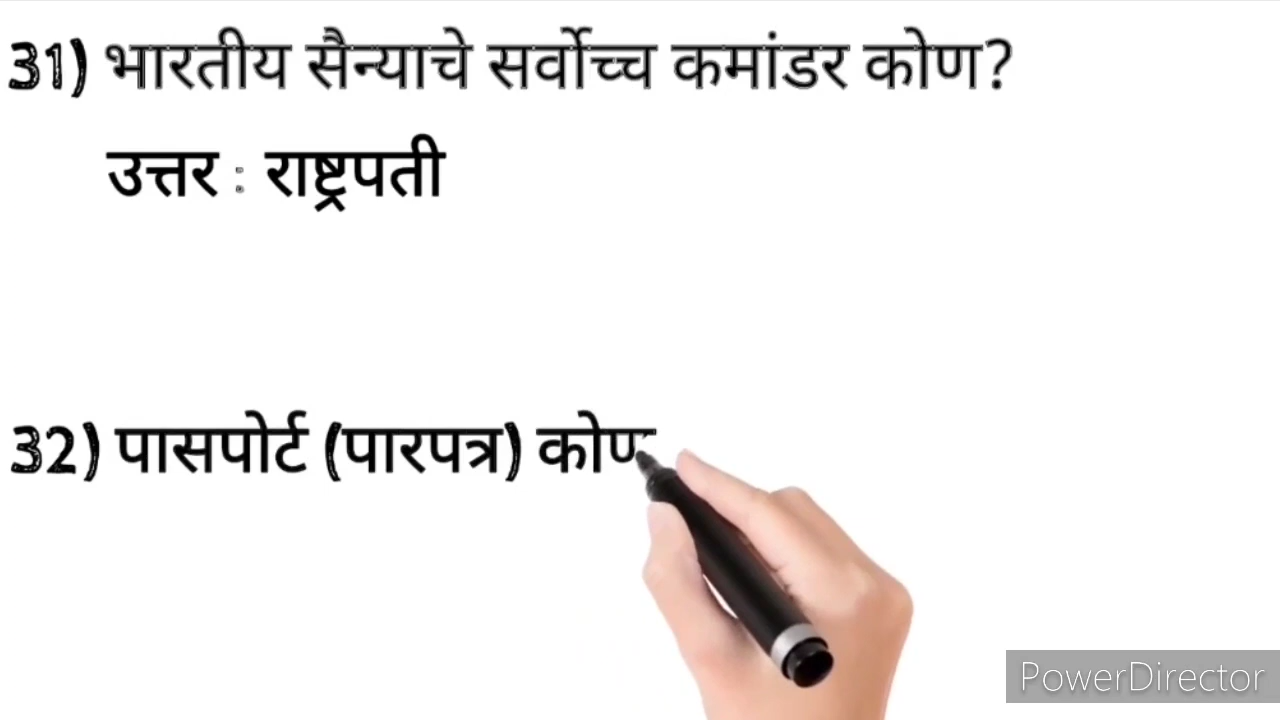 31) भारतीय सैन्याचे सर्वोच्च कमांडर कोण?
उत्तर : राष्ट्रपती
32) पासपोर्ट (पारपत्र) कोण
PowerDirector